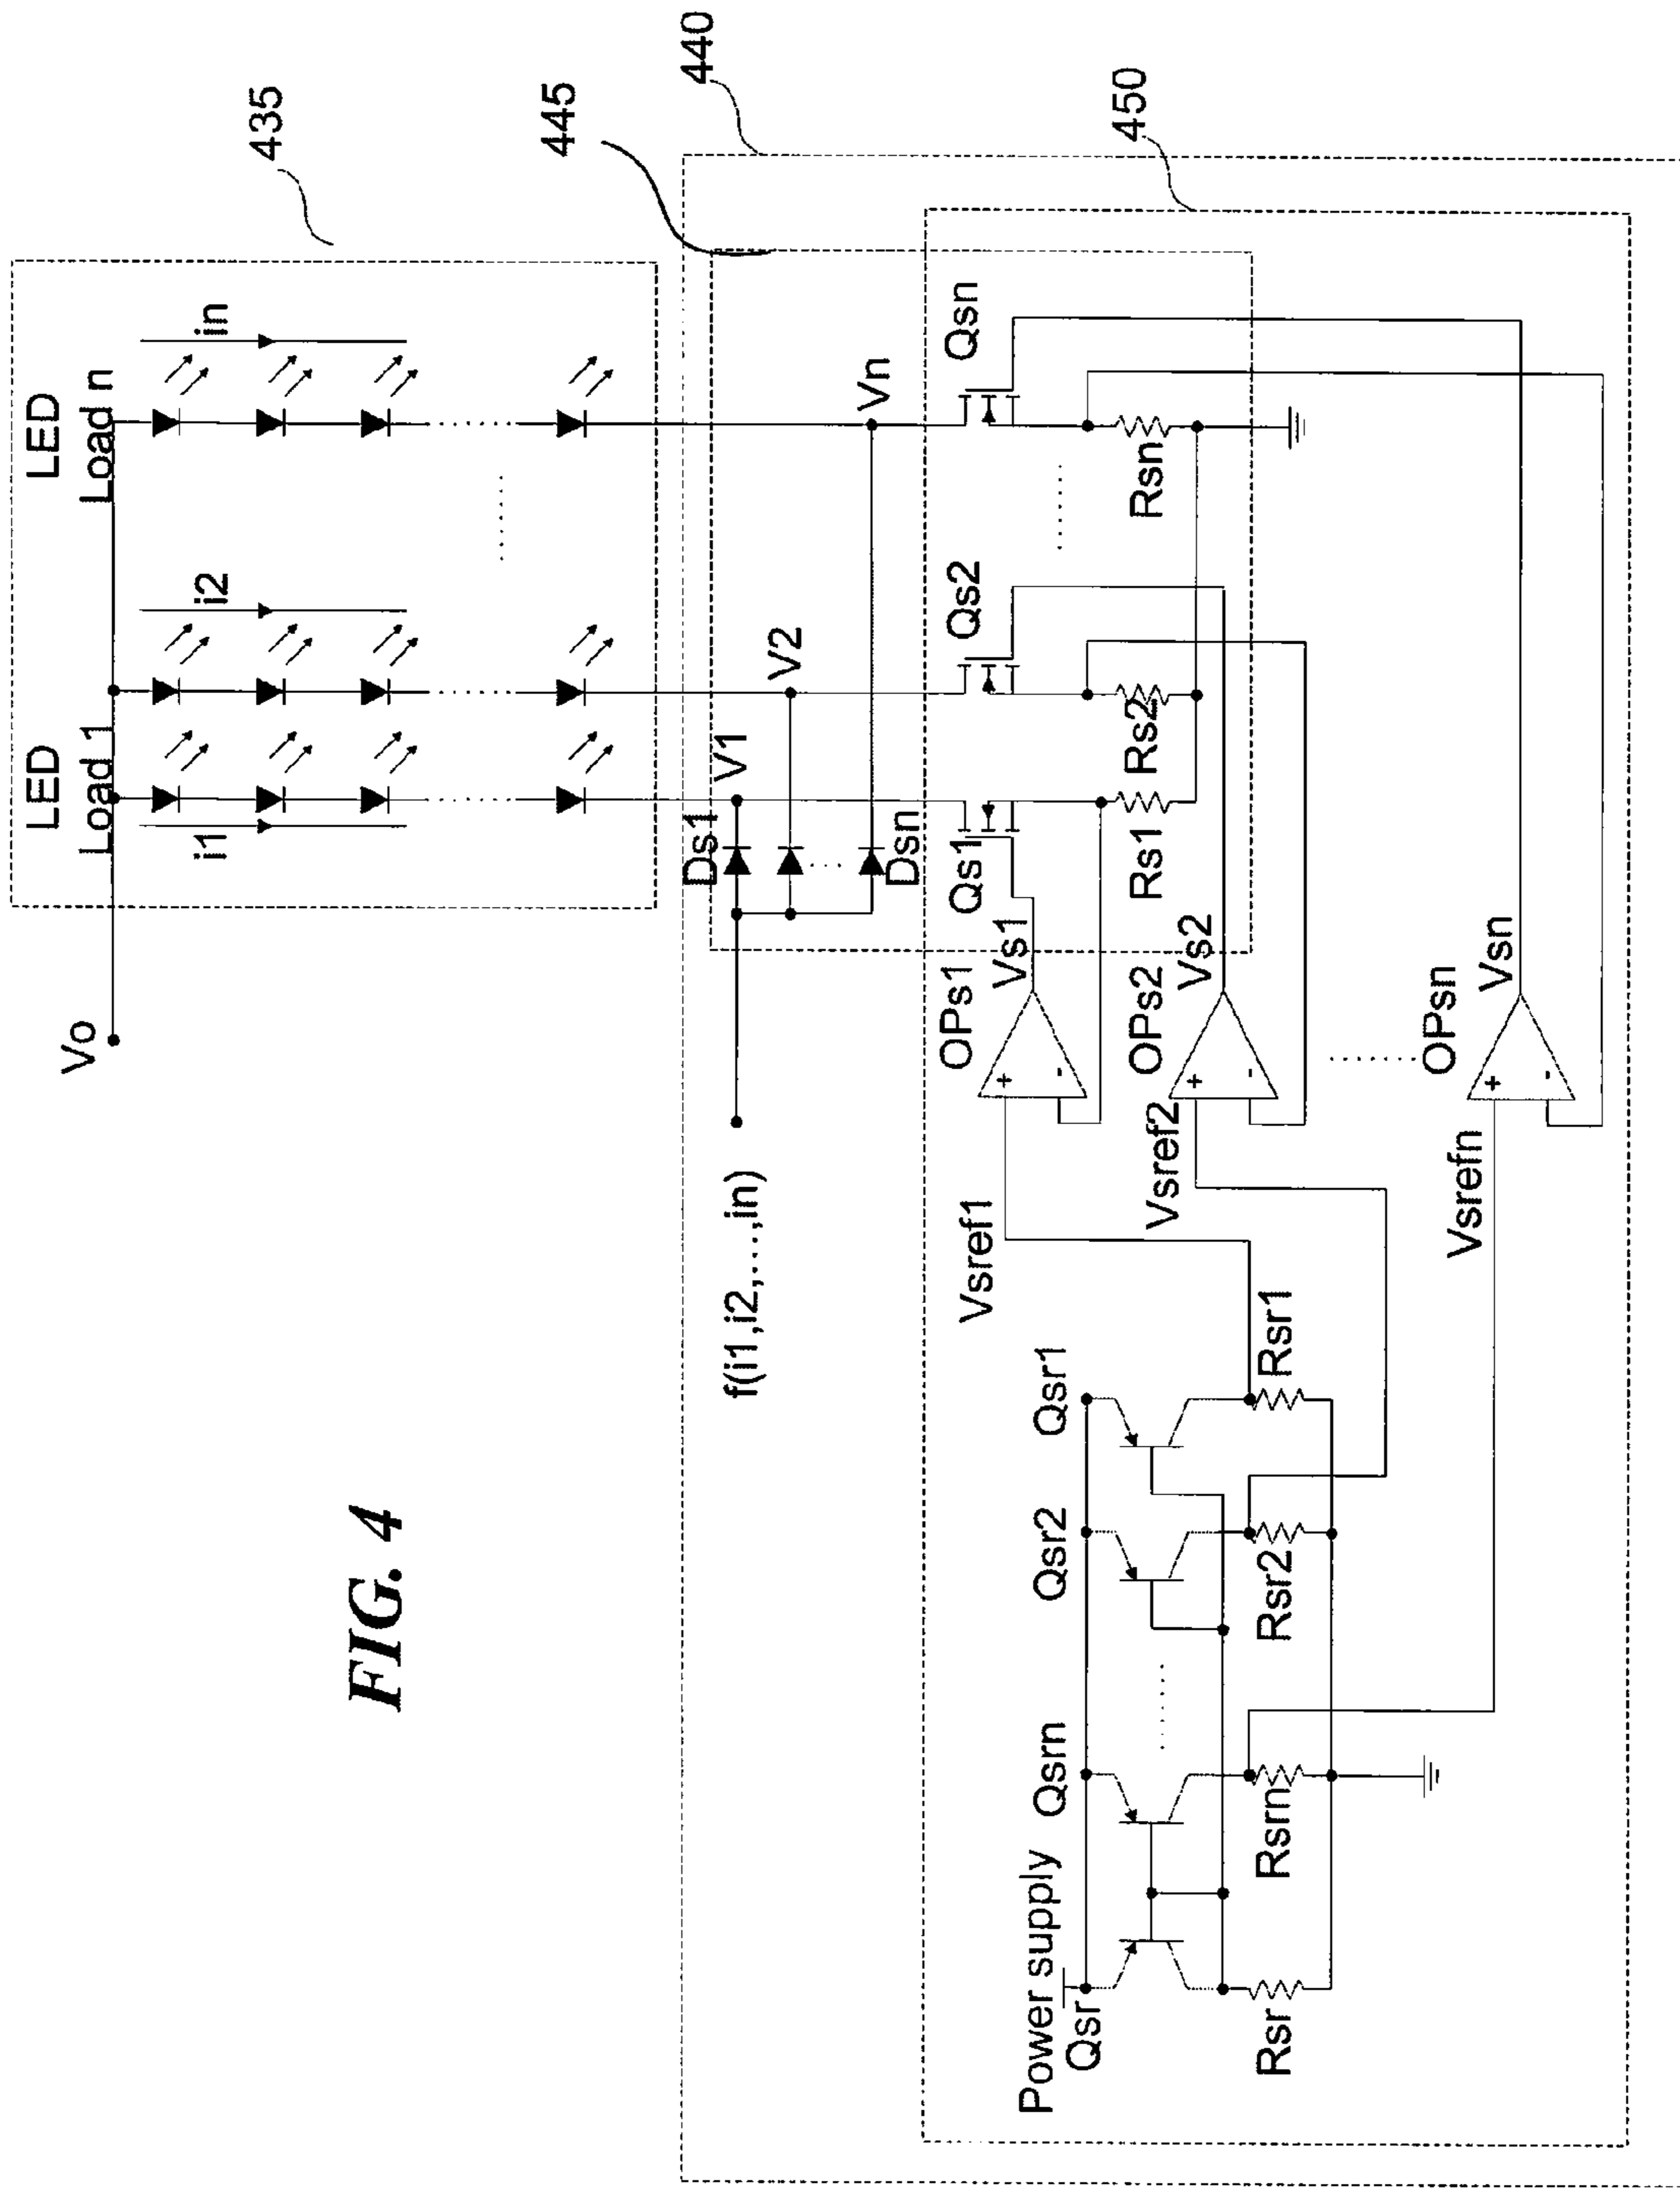 FIG. 4
Vo
LED
Load 1
LED
Load n
i1
i2
in
435
445
440
450
f(i1,i2,...,in)
Ds1
Dsn
V1
V2
Vn
Qs1
Qs2
Qsn
Rs1
Rs2
Rsn
OPs1
Vs1
OPs2
Vs2
OPsn
Vsn
+
-
+
-
+
-
Vsref1
Vsref2
Vsrefn
Power supply
Qsr
Qsrn
Qsr2
Qsr1
Rsr
Rsrn
Rsr2
Rsr1